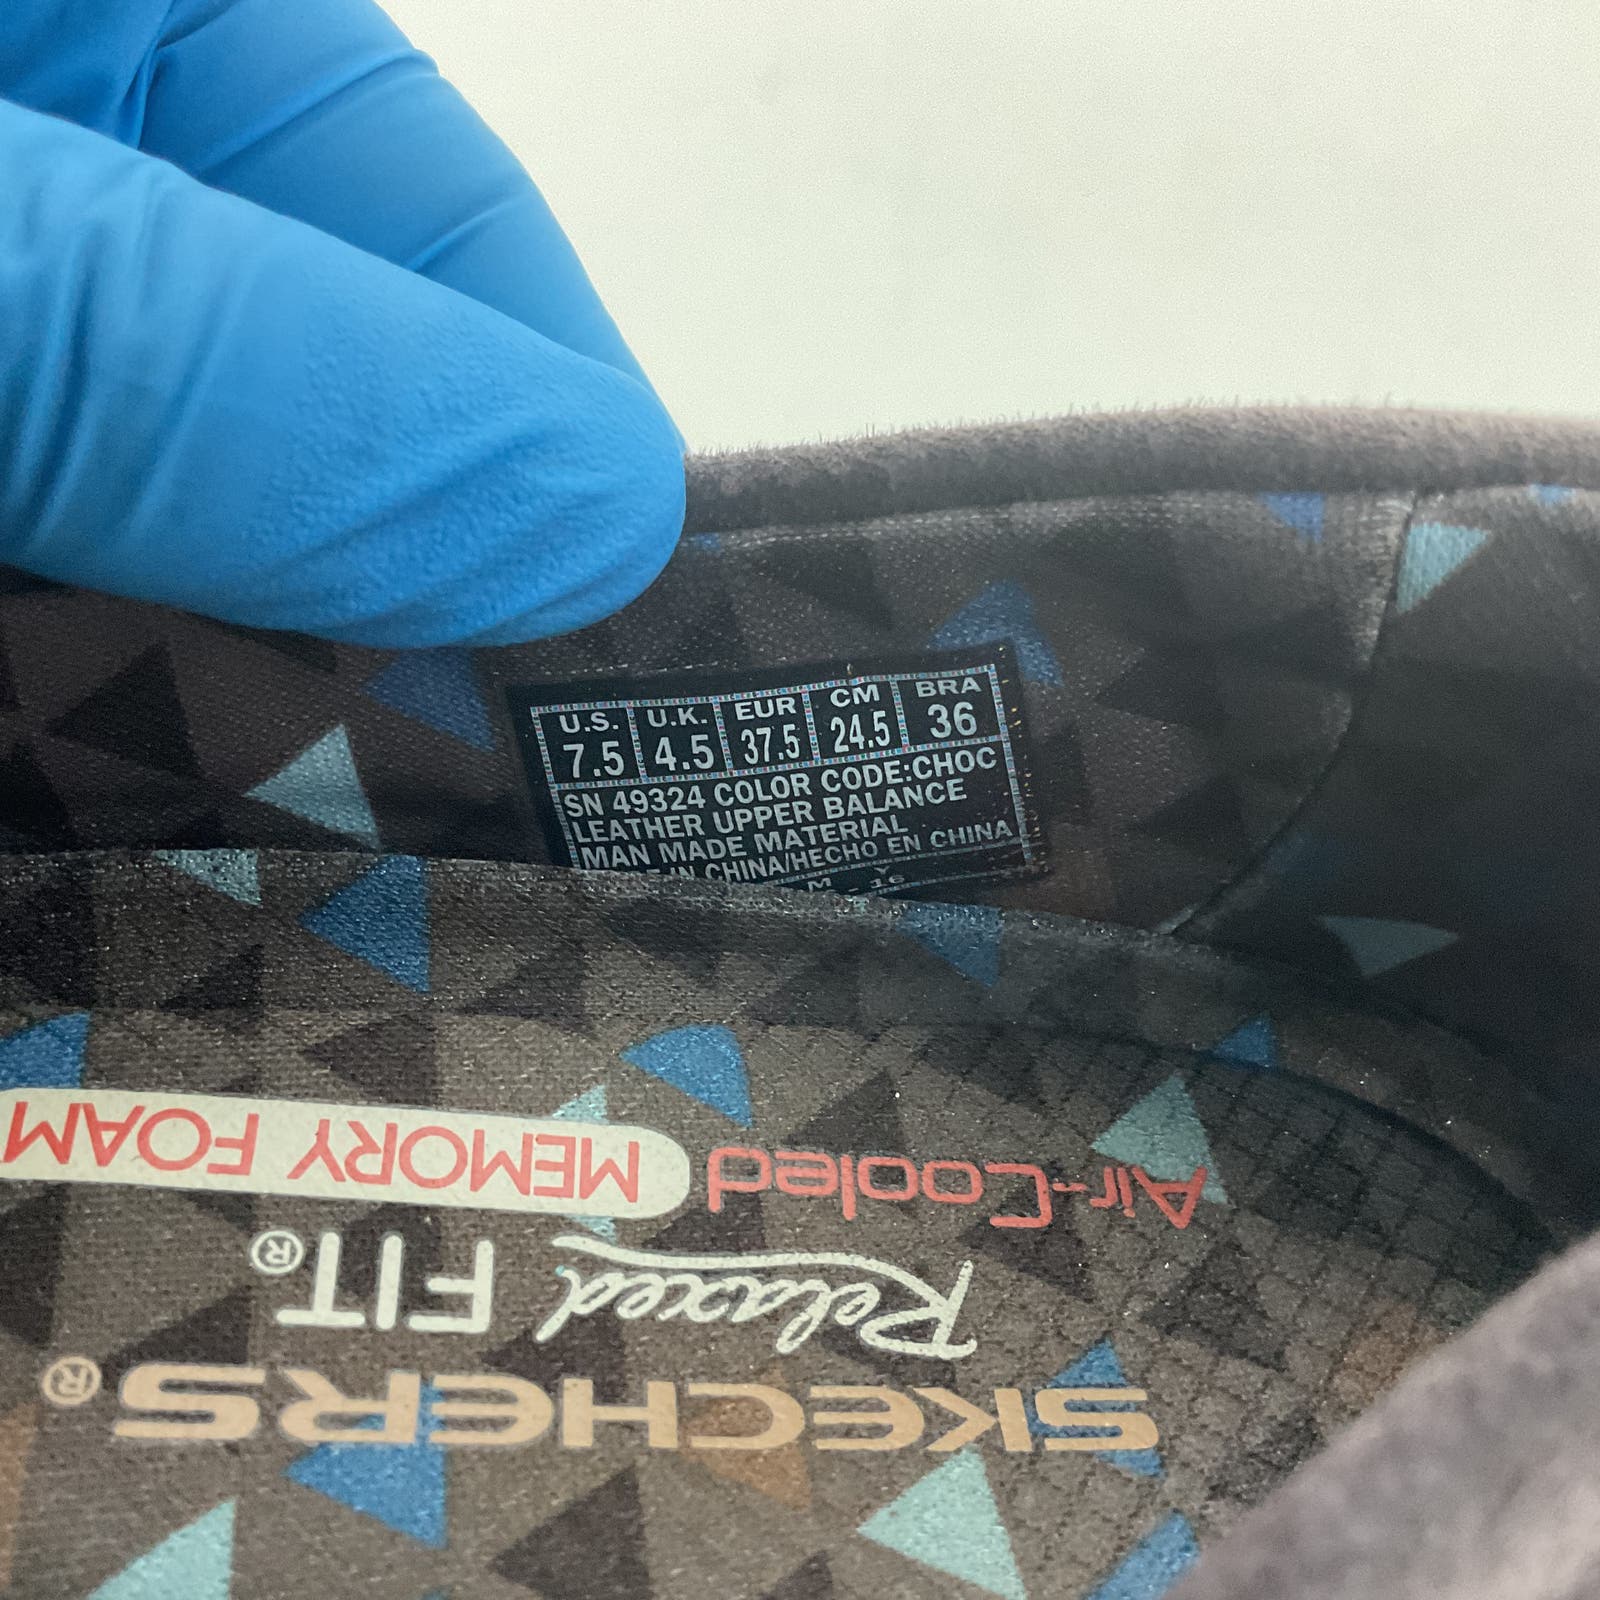 U.S. U.K. EUR CM BRA
7.5 4.5 37.5 24.5 36
SN 49324 COLOR CODE:CHOC
LEATHER UPPER BALANCE
MAN MADE MATERIAL
IN CHINA/HECHO EN CHINA
M Y
16
SKECHERS®
Relaxed FIT®
Air-Cooled MEMORY FOAM